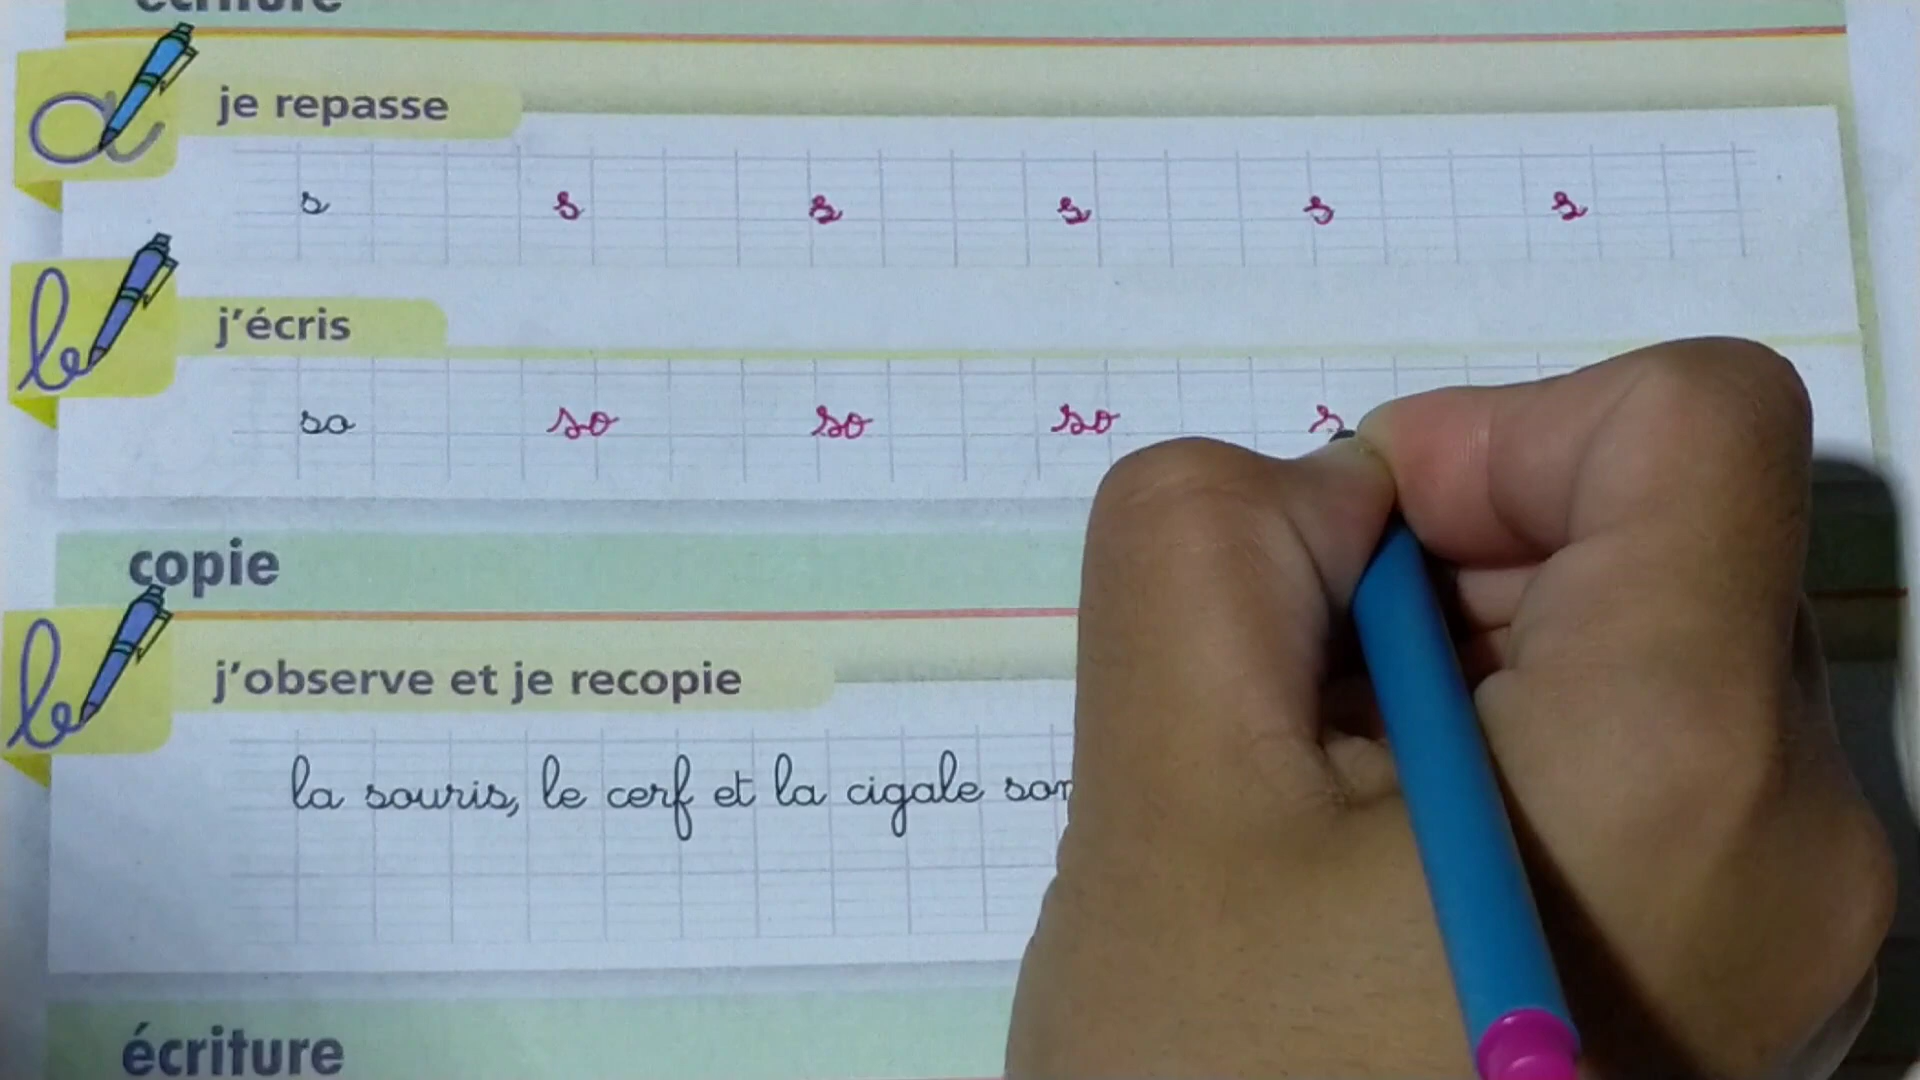 écriture
je repasse
s s s s s s
j'écris
so so so so s
copie
j'observe et je recopie
la souris, le cerf et la cigale
écriture